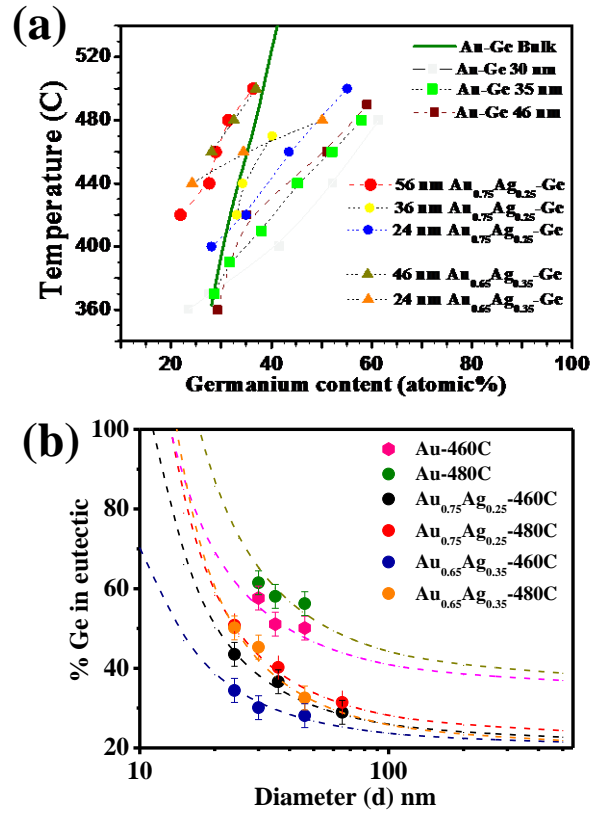 (a)
Temperature (C)
520
480
440
400
360
Au-Ge Bulk
Au-Ge 30 nm
Au-Ge 35 nm
Au-Ge 46 nm
56 nm Au0.75Ag0.25-Ge
36 nm Au0.75Ag0.25-Ge
24 nm Au0.75Ag0.25-Ge
46 nm Au0.65Ag0.35-Ge
24 nm Au0.65Ag0.35-Ge
20 40 60 80 100
Germanium content (atomic%)
(b)
% Ge in eutectic
100
80
60
40
20
Au-460C
Au-480C
Au0.75Ag0.25-460C
Au0.75Ag0.25-480C
Au0.65Ag0.35-460C
Au0.65Ag0.35-480C
10 100
Diameter (d) nm